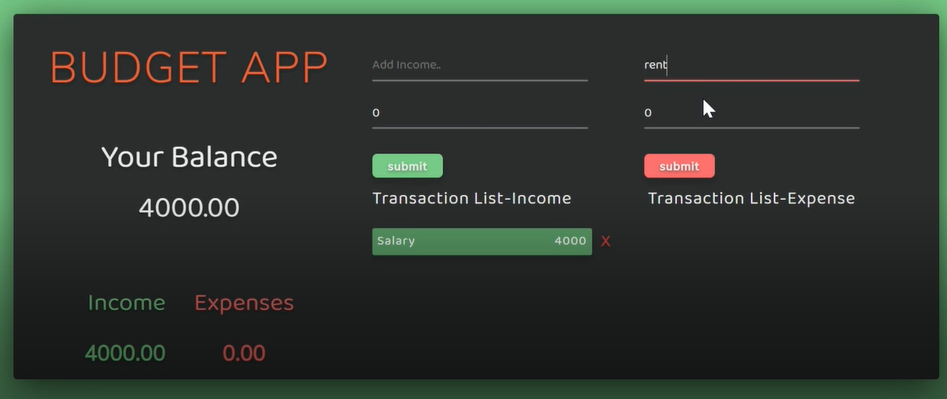 BUDGET APP
Your Balance
4000.00
Income Expenses
4000.00 0.00
Add Income..
0
submit
Transaction List-Income
Salary 4000 X
rent
0
submit
Transaction List-Expense